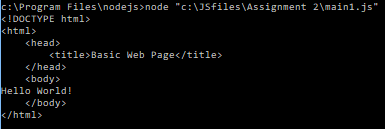 c:\Program Files\nodejs>node "c:\JSfiles\Assignment 2\main1.js"
<!DOCTYPE html>
<html>
    <head>
        <title>Basic Web Page</title>
    </head>
    <body>
Hello World!
    </body>
</html>